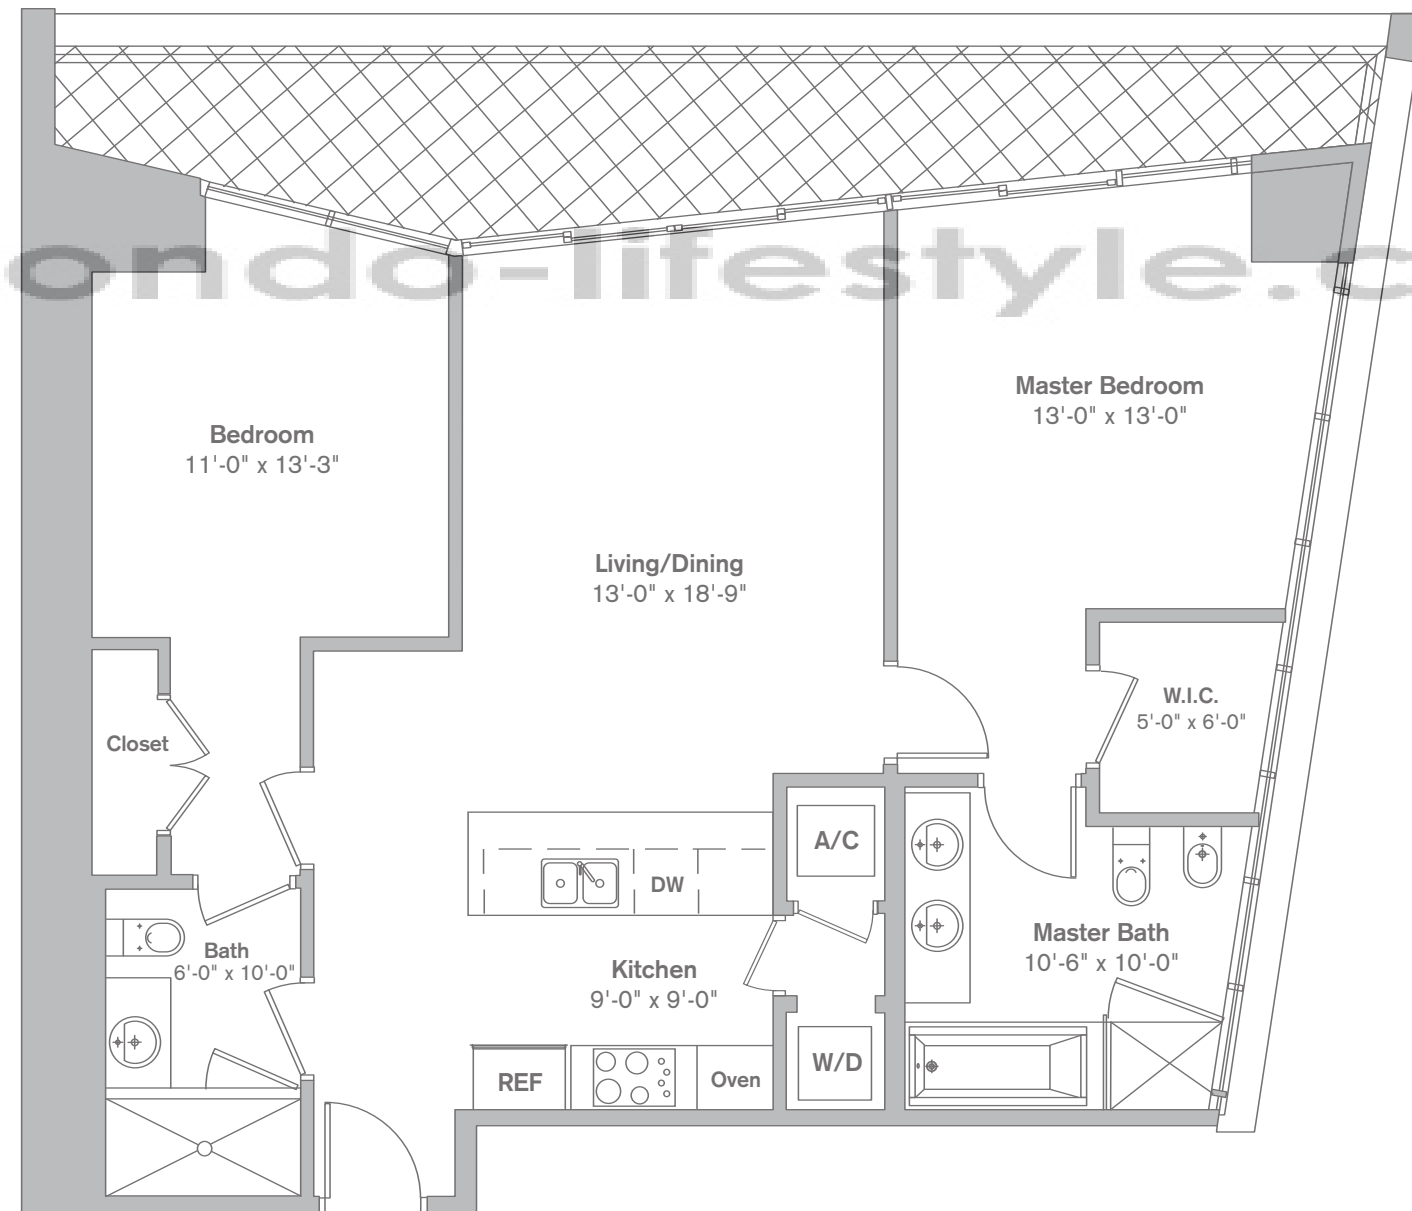 ondo-lifestyle.c
Master Bedroom
13'-0" x 13'-0"
Bedroom
11'-0" x 13'-3"
Living/Dining
13'-0" x 18'-9"
W.I.C.
5'-0" x 6'-0"
Closet
A/C
DW
Master Bath
10'-6" x 10'-0"
Bath
6'-0" x 10'-0"
Kitchen
9'-0" x 9'-0"
W/D
REF
Oven